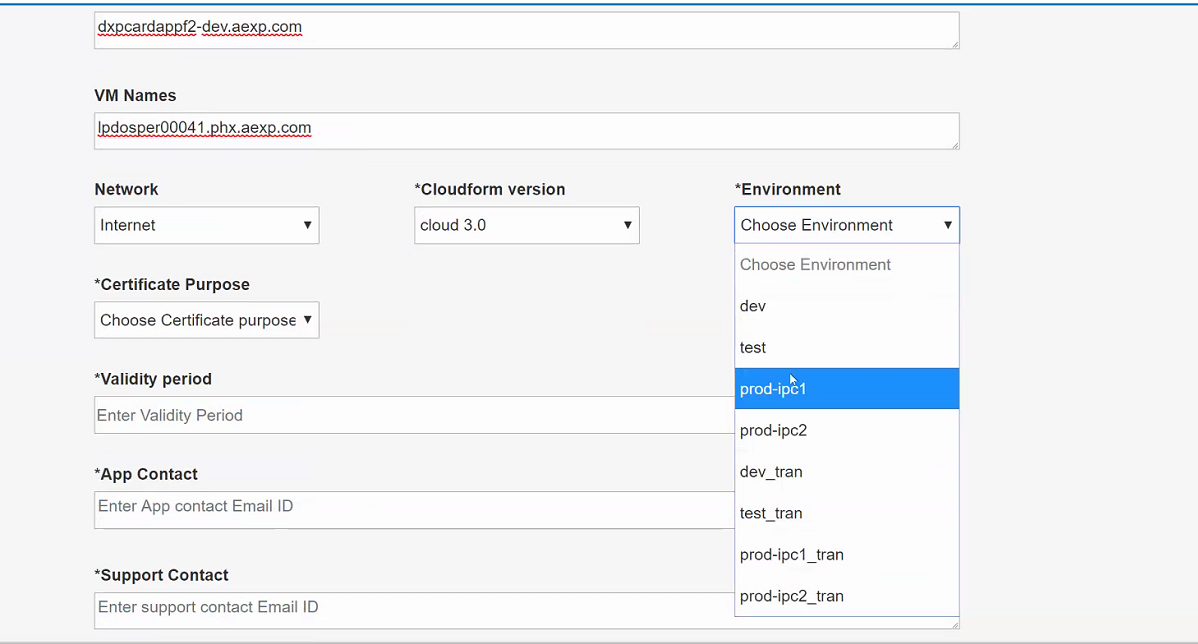 dxpcardappf2-dev.aexp.com
VM Names
lpdosper00041.phx.aexp.com
Network *Cloudform version *Environment
Internet ▼ cloud 3.0 ▼ Choose Environment ▼
Choose Environment
dev
test
prod-ipc1
prod-ipc2
dev_tran
test_tran
prod-ipc1_tran
prod-ipc2_tran
*Certificate Purpose
Choose Certificate purpose ▼
*Validity period
Enter Validity Period
*App Contact
Enter App contact Email ID
*Support Contact
Enter support contact Email ID